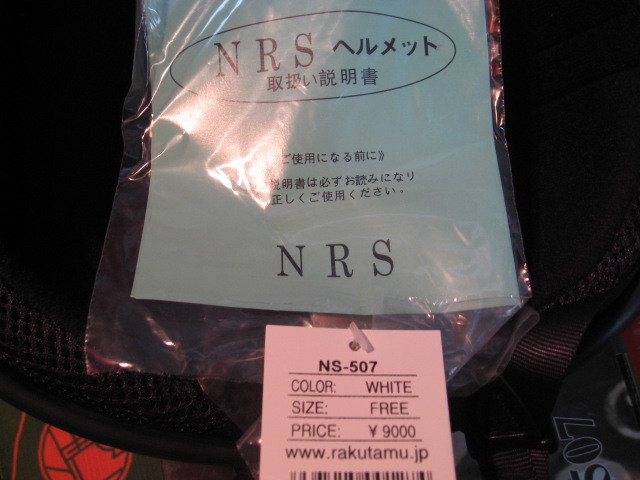 NRS ヘルメット
取扱い説明書
ご使用になる前に》
説明書は必ずお読みになり
正しくご使用ください。
NRS
NS-507
COLOR: WHITE
SIZE: FREE
PRICE: ¥ 9000
www.rakutamu.jp